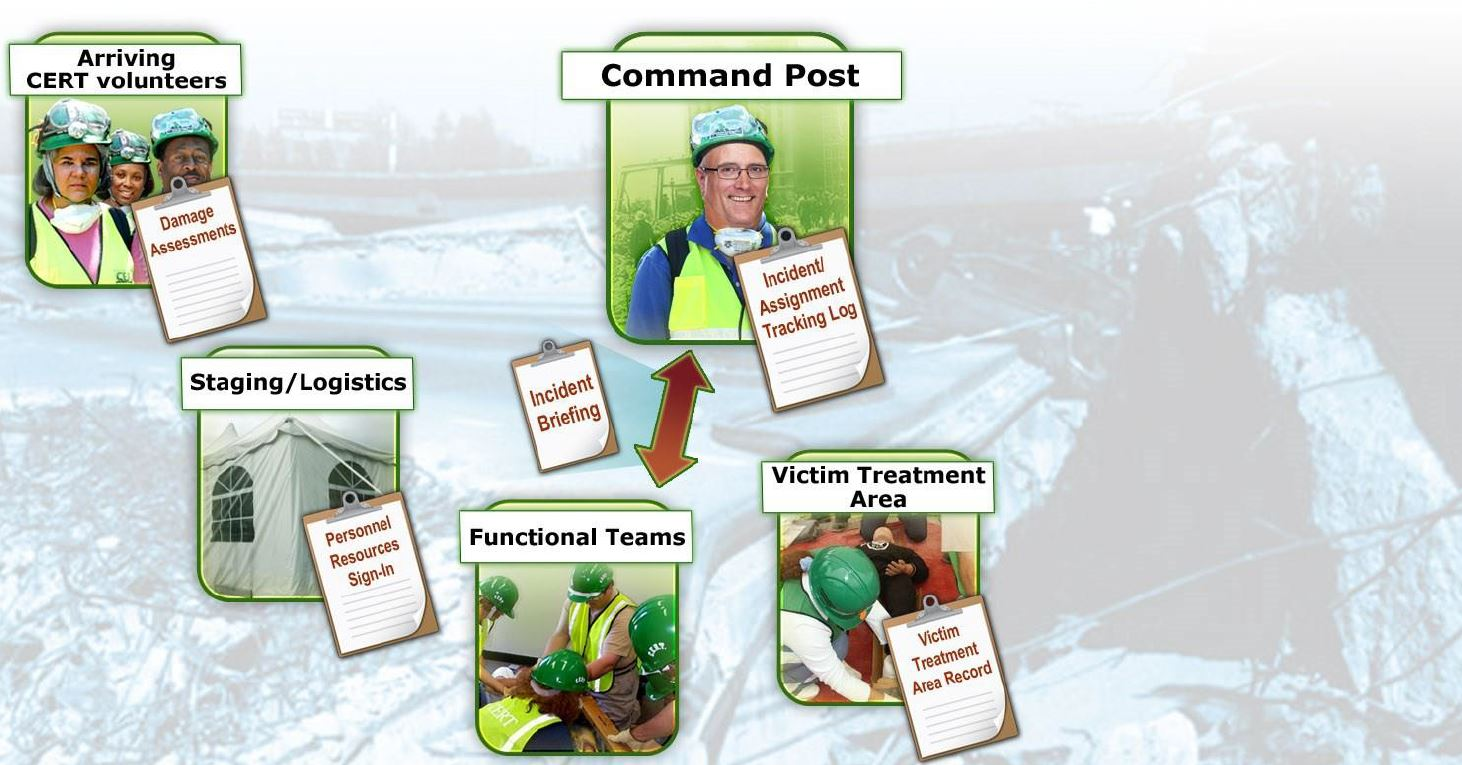 Arriving
CERT volunteers
Damage
Assessments
Command Post
Incident/
Assignment
Tracking Log
Staging/Logistics
Personnel
Resources
Sign-In
Incident
Briefing
Functional Teams
CERT
C.E.R.T.
Victim Treatment
Area
Victim
Treatment
Area Record